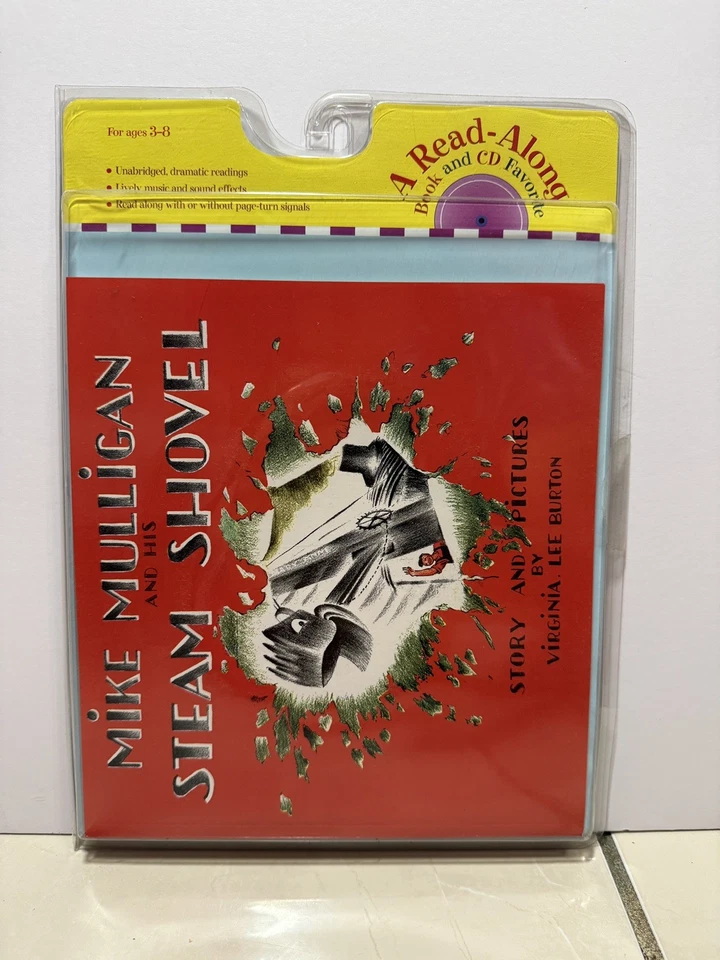 For ages 3–8
• Unabridged, dramatic readings
• Lively music and sound effects
• Read along with or without page-turn signals
A Read-Along
Book and CD Favorite
MiKE MULLiGAN
AND HiS
STEAM SHOVEL
STORY AND PiCTURES
BY
ViRGiNiA. LEE BURTON